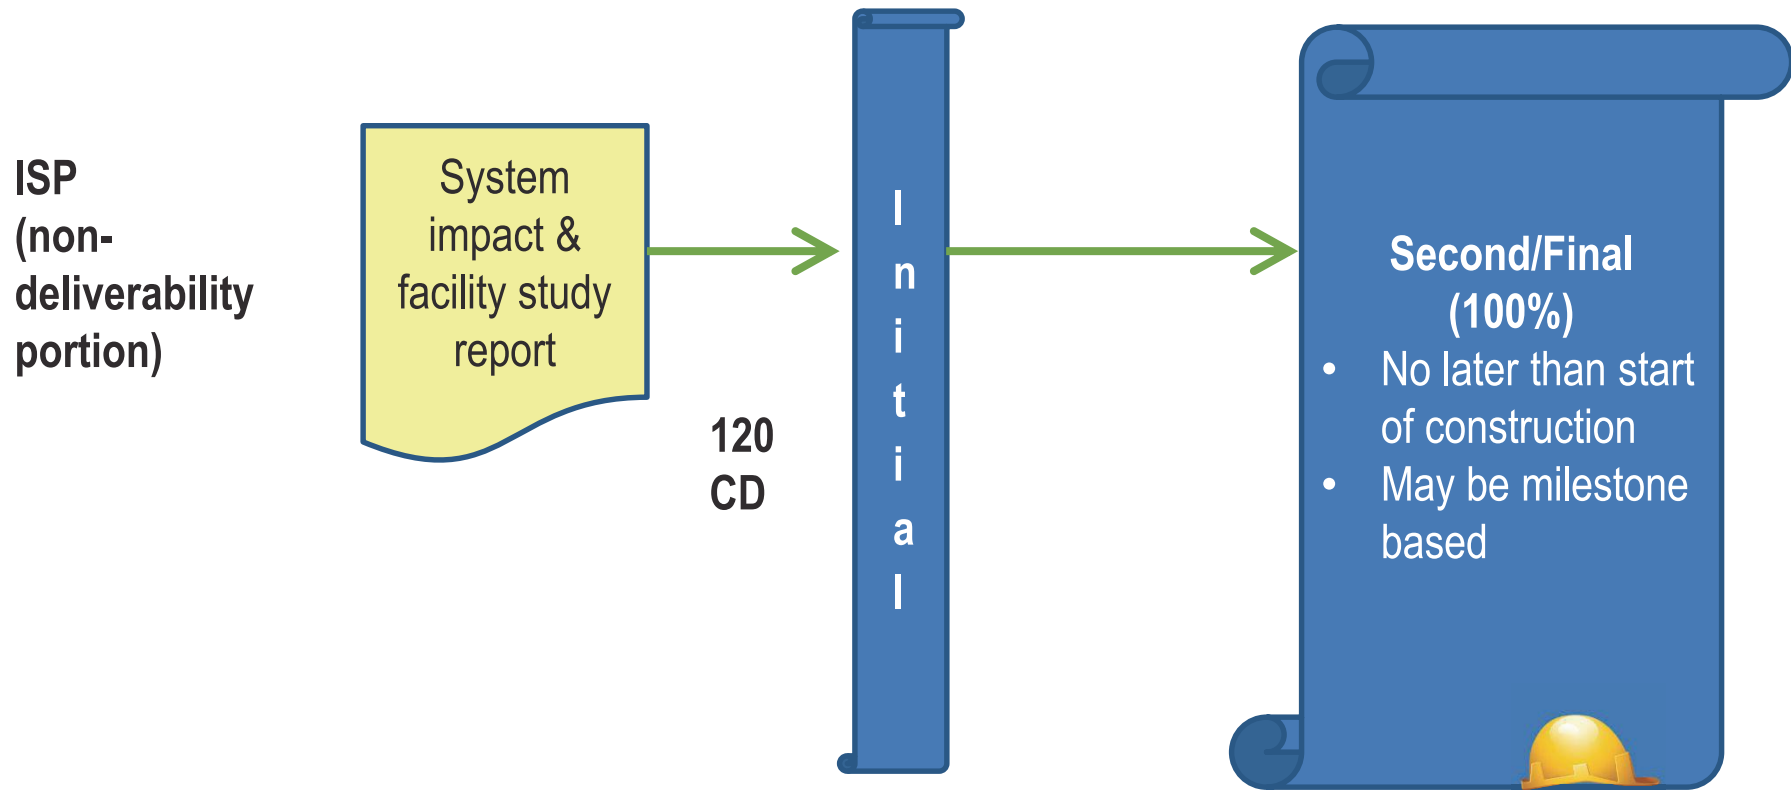 ISP
(non-
deliverability
portion)
System
impact &
facility study
report
120
CD
I
n
i
t
i
a
l
Second/Final
(100%)
• No later than start
of construction
• May be milestone
based